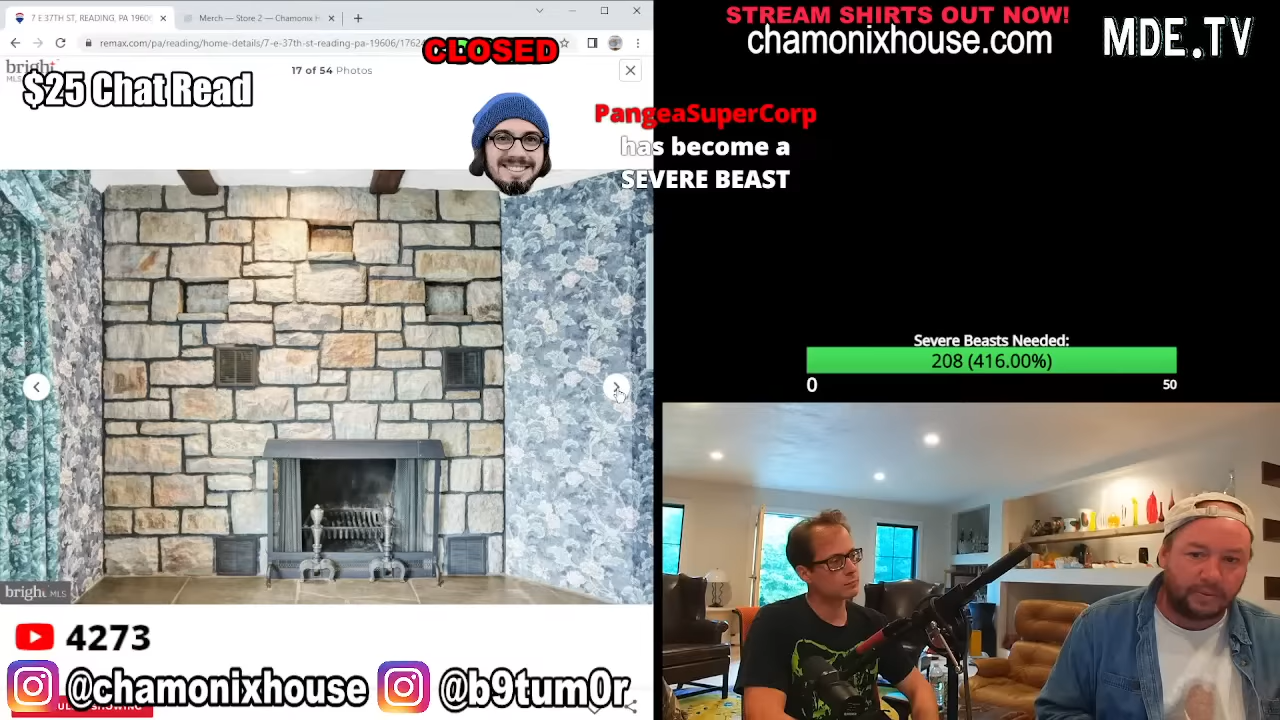 7 E 37TH ST, READING, PA 1960
Merch — Store 2 — Chamonix H
remax.com/pa/reading/home-details/7-e-37th-st-reading-pa-19606/1762
CLOSED
bright
17 of 54 Photos
$25 Chat Read
STREAM SHIRTS OUT NOW!
chamonixhouse.com
MDE.TV
PangeaSuperCorp
has become a
SEVERE BEAST
Severe Beasts Needed:
208 (416.00%)
0
50
bright MLS
4273
@chamonixhouse
@b9tum0r